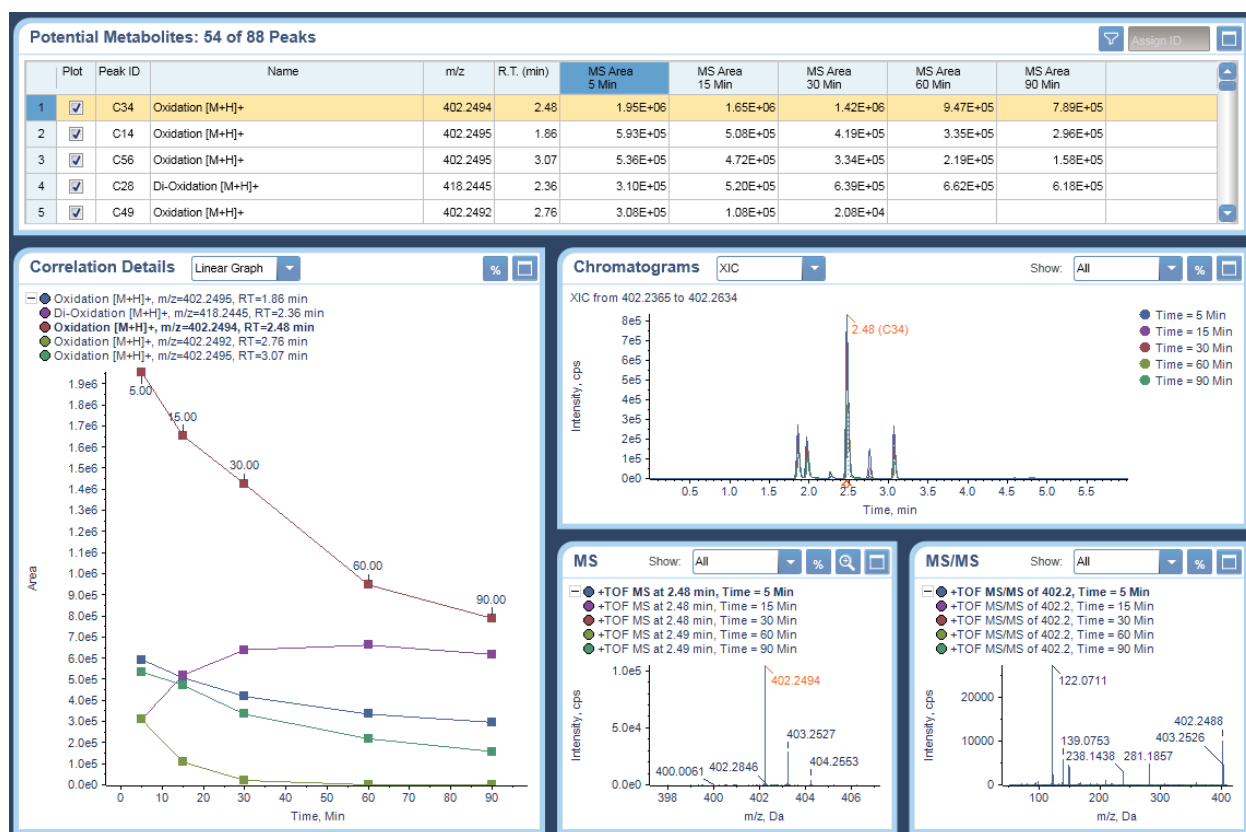 Potential Metabolites: 54 of 88 Peaks
Assign ID
Plot Peak ID Name m/z R.T. (min) MS Area 5 Min MS Area 15 Min MS Area 30 Min MS Area 60 Min MS Area 90 Min
1 C34 Oxidation [M+H]+ 402.2494 2.48 1.95E+06 1.65E+06 1.42E+06 9.47E+05 7.89E+05
2 C14 Oxidation [M+H]+ 402.2495 1.86 5.93E+05 5.08E+05 4.19E+05 3.35E+05 2.96E+05
3 C56 Oxidation [M+H]+ 402.2495 3.07 5.36E+05 4.72E+05 3.34E+05 2.19E+05 1.58E+05
4 C28 Di-Oxidation [M+H]+ 418.2445 2.36 3.10E+05 5.20E+05 6.39E+05 6.62E+05 6.18E+05
5 C49 Oxidation [M+H]+ 402.2492 2.76 3.08E+05 1.08E+05 2.08E+04
Correlation Details Linear Graph %
Oxidation [M+H]+, m/z=402.2495, RT=1.86 min
Di-Oxidation [M+H]+, m/z=418.2445, RT=2.36 min
Oxidation [M+H]+, m/z=402.2494, RT=2.48 min
Oxidation [M+H]+, m/z=402.2492, RT=2.76 min
Oxidation [M+H]+, m/z=402.2495, RT=3.07 min
1.9e6
1.8e6
1.7e6
1.6e6
1.5e6
1.4e6
1.3e6
1.2e6
1.1e6
1.0e6
9.0e5
8.0e5
7.0e5
6.0e5
5.0e5
4.0e5
3.0e5
2.0e5
1.0e5
0.0e0
Area
5.00
15.00
30.00
60.00
90.00
0 10 20 30 40 50 60 70 80 90
Time, Min
Chromatograms XIC Show: All %
XIC from 402.2365 to 402.2634
8e5
7e5
6e5
5e5
4e5
3e5
2e5
1e5
0e0
Intensity, cps
2.48 (C34)
Time = 5 Min
Time = 15 Min
Time = 30 Min
Time = 60 Min
Time = 90 Min
0.5 1.0 1.5 2.0 2.5 3.0 3.5 4.0 4.5 5.0 5.5
Time, min
MS Show: All %
+TOF MS at 2.48 min, Time = 5 Min
+TOF MS at 2.48 min, Time = 15 Min
+TOF MS at 2.48 min, Time = 30 Min
+TOF MS at 2.49 min, Time = 60 Min
+TOF MS at 2.49 min, Time = 90 Min
1.0e5
5.0e4
0.0e0
Intensity, cps
402.2494
403.2527
400.0061
402.2846
404.2553
398 400 402 404 406
m/z, Da
MS/MS Show: All %
+TOF MS/MS of 402.2, Time = 5 Min
+TOF MS/MS of 402.2, Time = 15 Min
+TOF MS/MS of 402.2, Time = 30 Min
+TOF MS/MS of 402.2, Time = 60 Min
+TOF MS/MS of 402.2, Time = 90 Min
20000
10000
0
Intensity, cps
122.0711
402.2488
139.0753
403.2526
238.1438
281.1857
100 200 300 400
m/z, Da